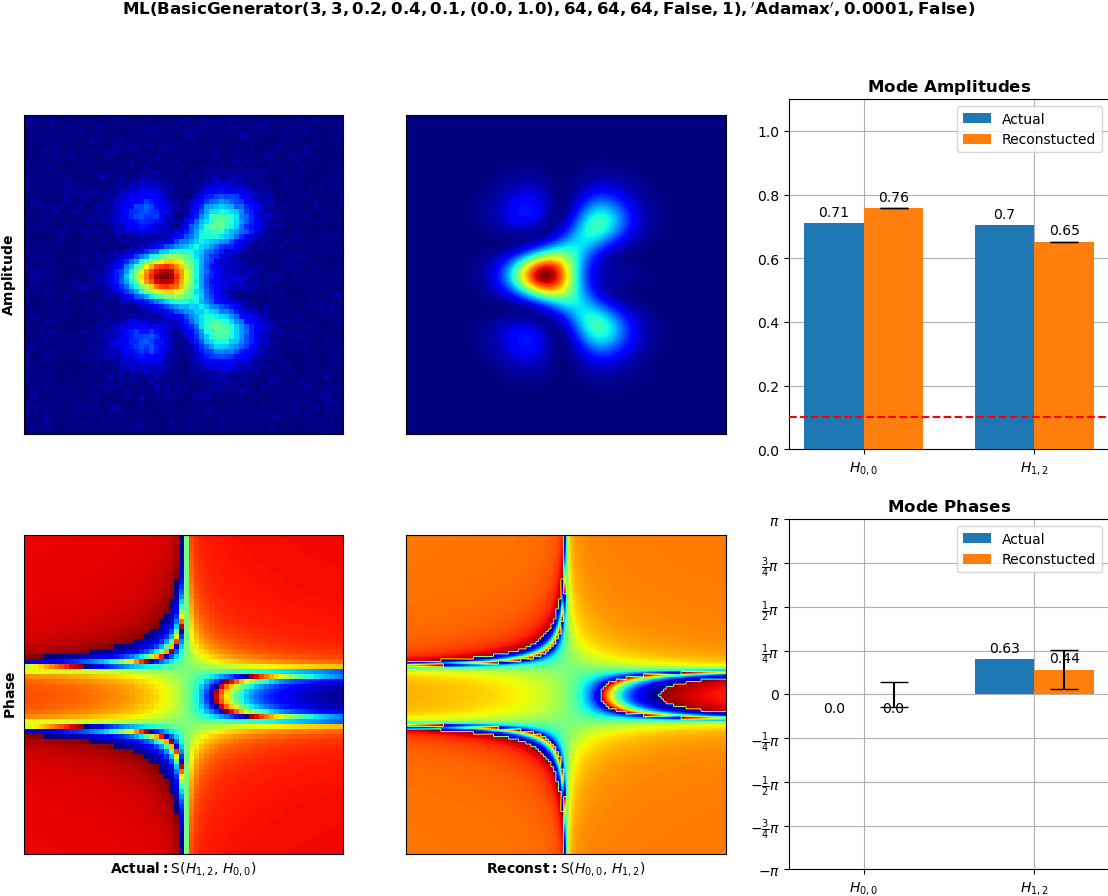 ML(BasicGenerator(3, 3, 0.2, 0.4, 0.1, (0.0, 1.0), 64, 64, 64, False, 1), 'Adamax', 0.0001, False)
Amplitude
Mode Amplitudes
Actual
Reconstucted
1.0
0.8
0.6
0.4
0.2
0.0
0.71
0.76
0.7
0.65
H0,0
H1,2
Phase
Actual: S(H1,2, H0,0)
Reconst: S(H0,0, H1,2)
Mode Phases
Actual
Reconstucted
π
3/4π
1/2π
1/4π
0
−1/4π
−1/2π
−3/4π
−π
0.0
0.0
0.63
0.44
H0,0
H1,2